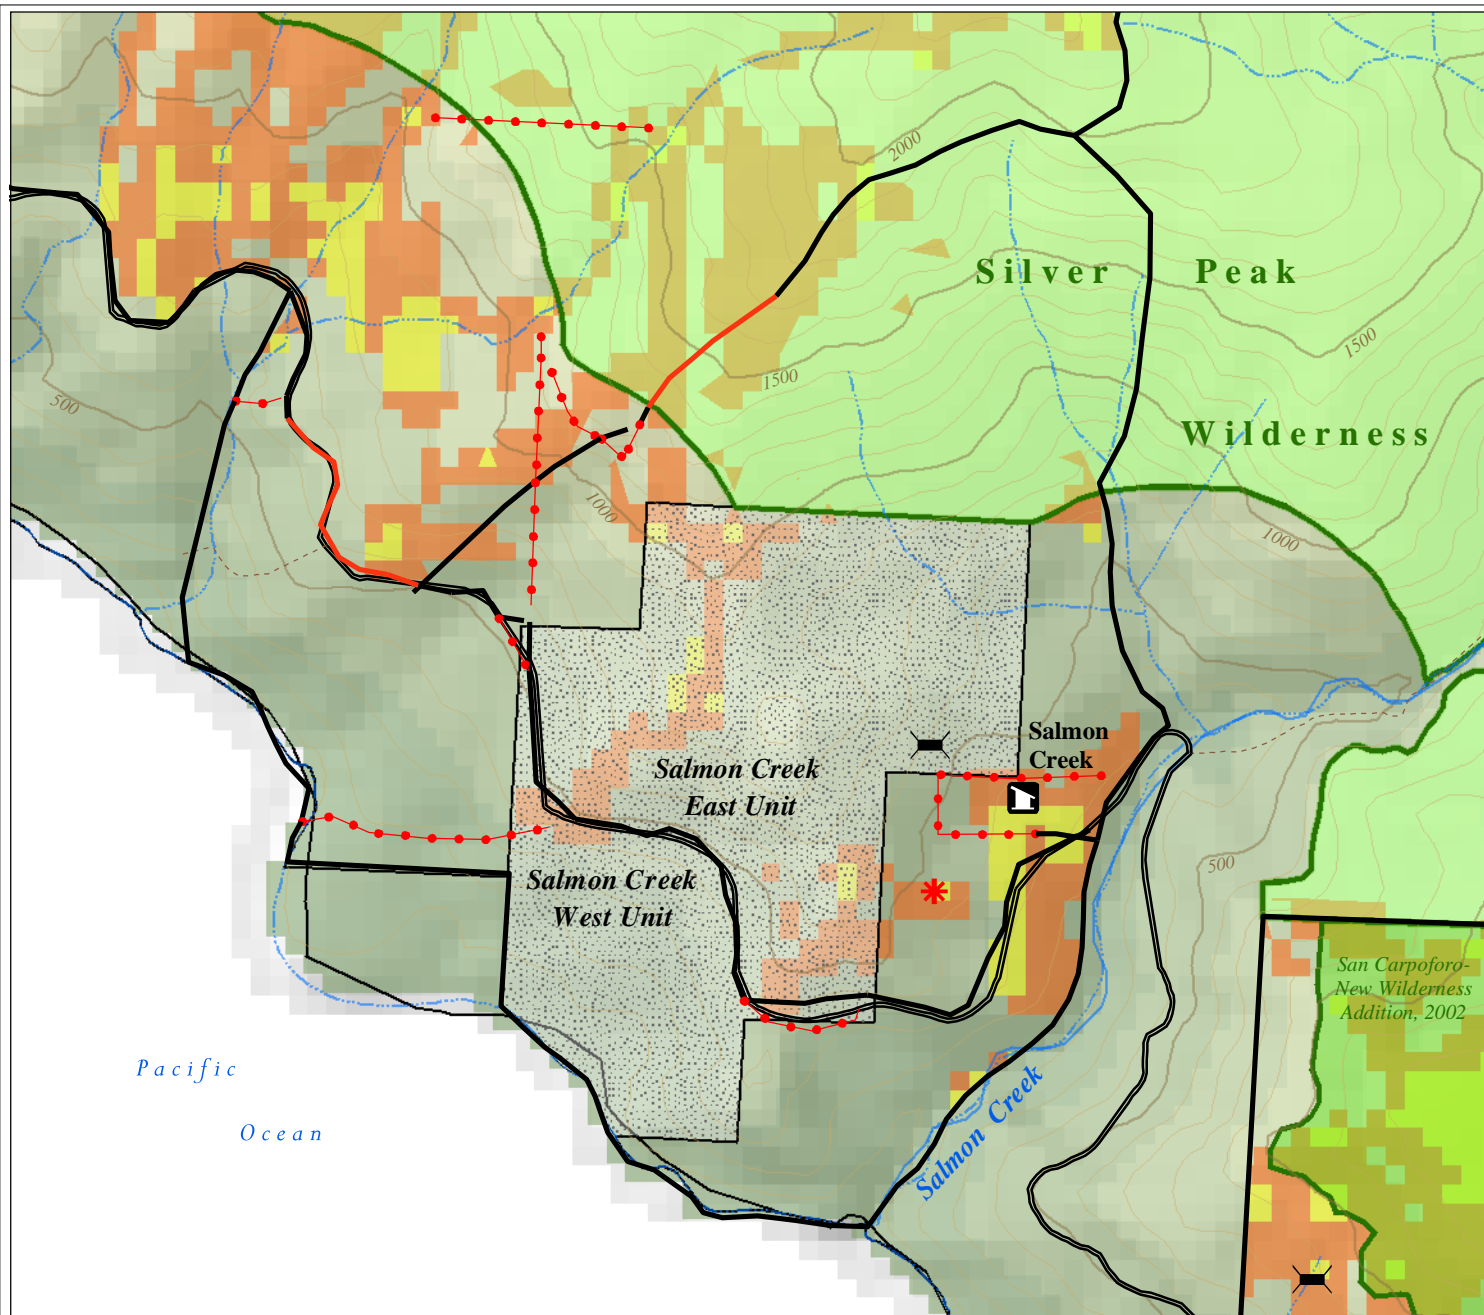 2000
Silver Peak
1500
1500
500
Wilderness
1000
1000
Salmon
Creek
Salmon Creek
East Unit
500
Salmon Creek
West Unit
San Carpoforo-
New Wilderness
Addition, 2002
Pacific
Ocean
Salmon Creek